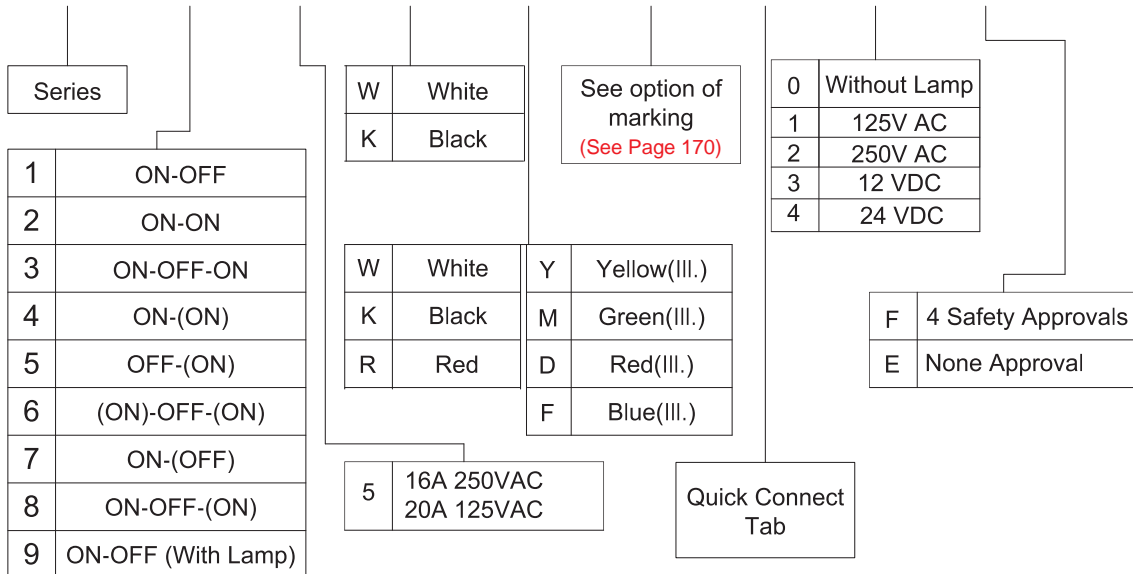 Series
1 ON-OFF
2 ON-ON
3 ON-OFF-ON
4 ON-(ON)
5 OFF-(ON)
6 (ON)-OFF-(ON)
7 ON-(OFF)
8 ON-OFF-(ON)
9 ON-OFF (With Lamp)
W White
K Black
W White
K Black
R Red
Y Yellow(Ill.)
M Green(Ill.)
D Red(Ill.)
F Blue(Ill.)
5 16A 250VAC
20A 125VAC
See option of
marking
(See Page 170)
Quick Connect
Tab
0 Without Lamp
1 125V AC
2 250V AC
3 12 VDC
4 24 VDC
F 4 Safety Approvals
E None Approval